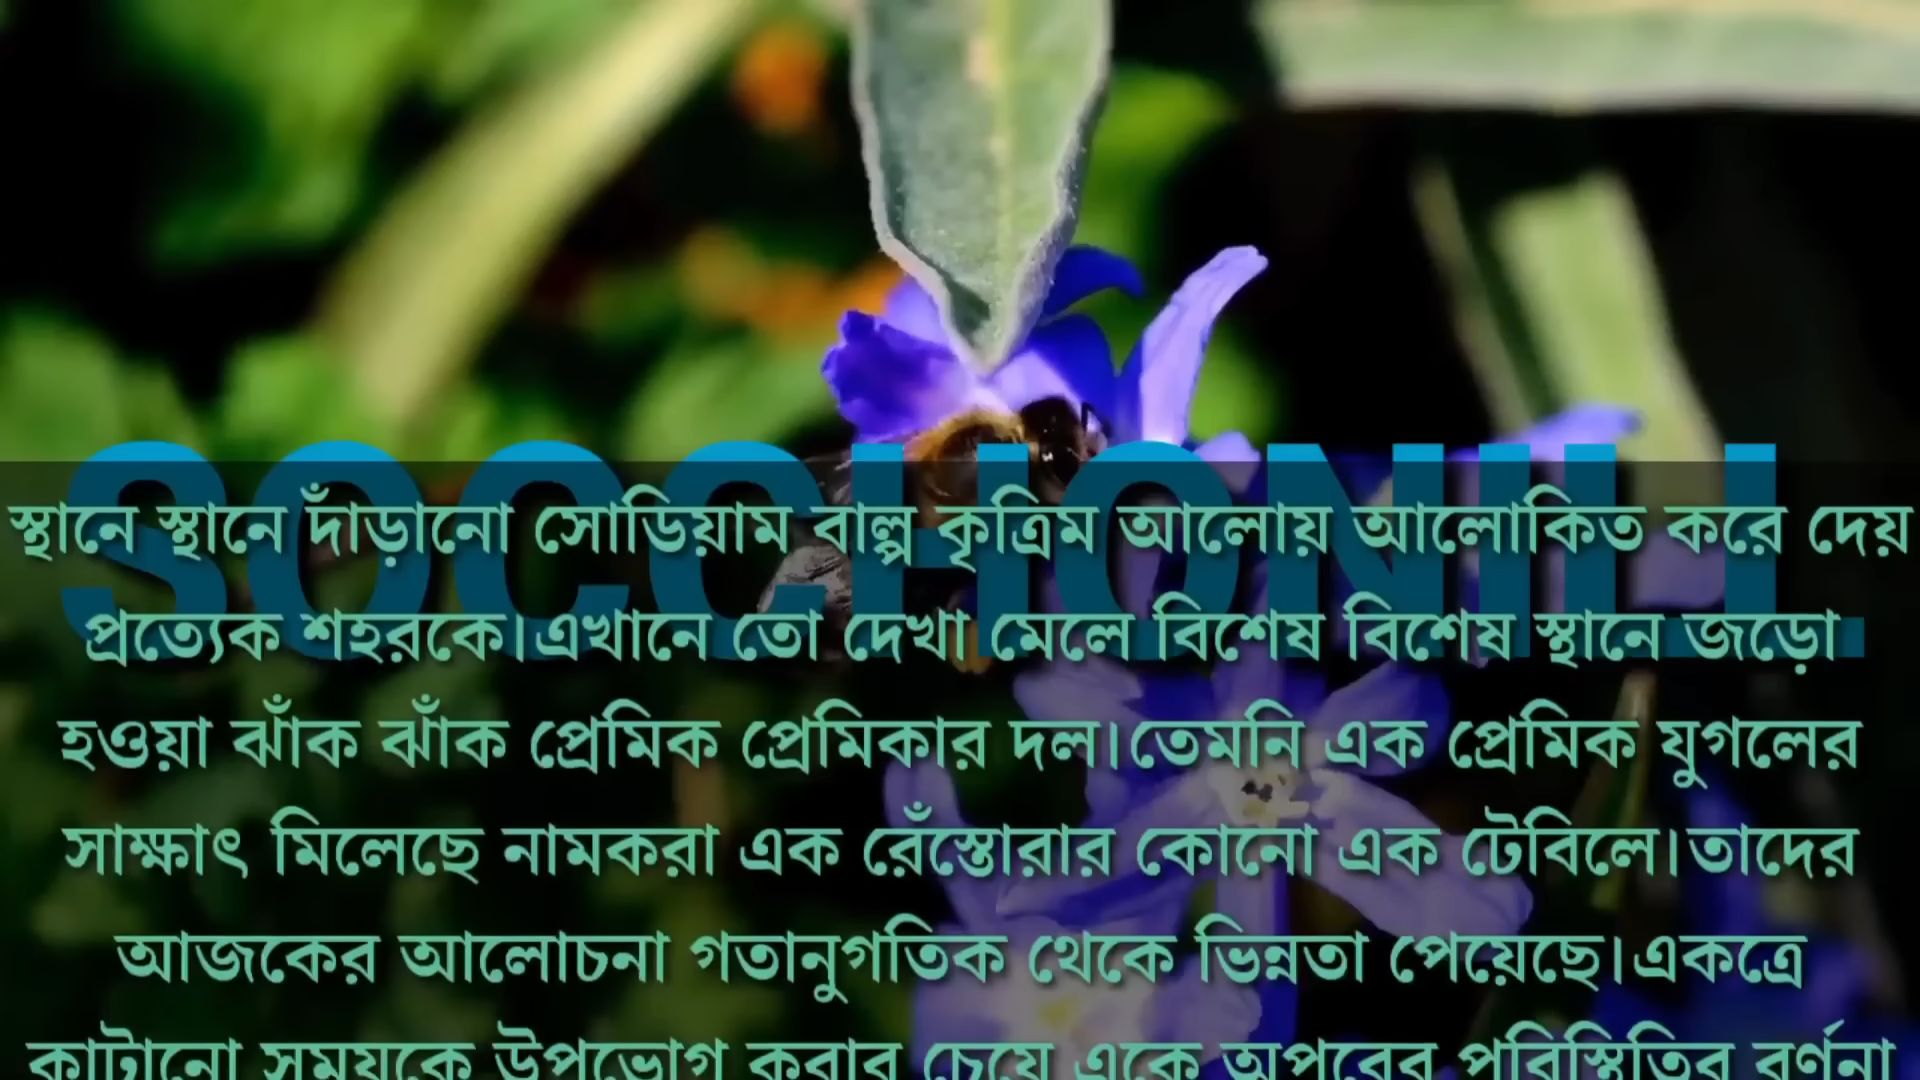 SOCCHONILL
স্থানে স্থানে দাঁড়ানো সোডিয়াম বাল্প কৃত্রিম আলোয় আলোকিত করে দেয়
প্রত্যেক শহরকে।এখানে তো দেখা মেলে বিশেষ বিশেষ স্থানে জড়ো
হওয়া ঝাঁক ঝাঁক প্রেমিক প্রেমিকার দল।তেমনি এক প্রেমিক যুগলের
সাক্ষাৎ মিলেছে নামকরা এক রেঁস্তোরার কোনো এক টেবিলে।তাদের
আজকের আলোচনা গতানুগতিক থেকে ভিন্নতা পেয়েছে।একত্রে
কাটানো সময়কে উপভোগ করার চেয়ে একে অপরের পরিস্থিতির বর্ণনা